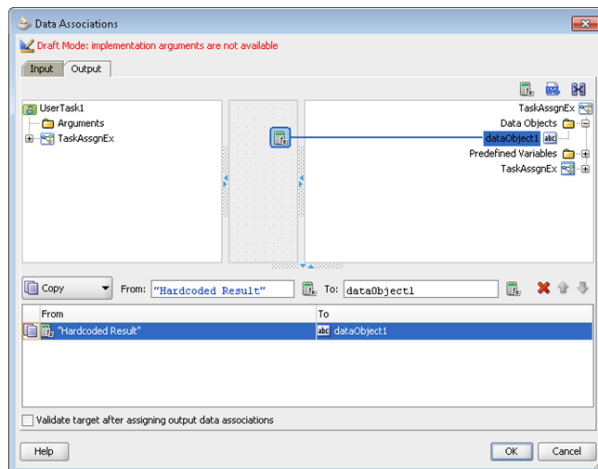 Data Associations
Draft Mode: implementation arguments are not available
Input Output
UserTask1
Arguments
TaskAssgnEx
TaskAssgnEx
Data Objects
dataObject1 abc
Predefined Variables
TaskAssgnEx
Copy From: "Hardcoded Result" To: dataObject1
From To
"Hardcoded Result" abc dataObject1
Validate target after assigning output data associations
Help OK Cancel